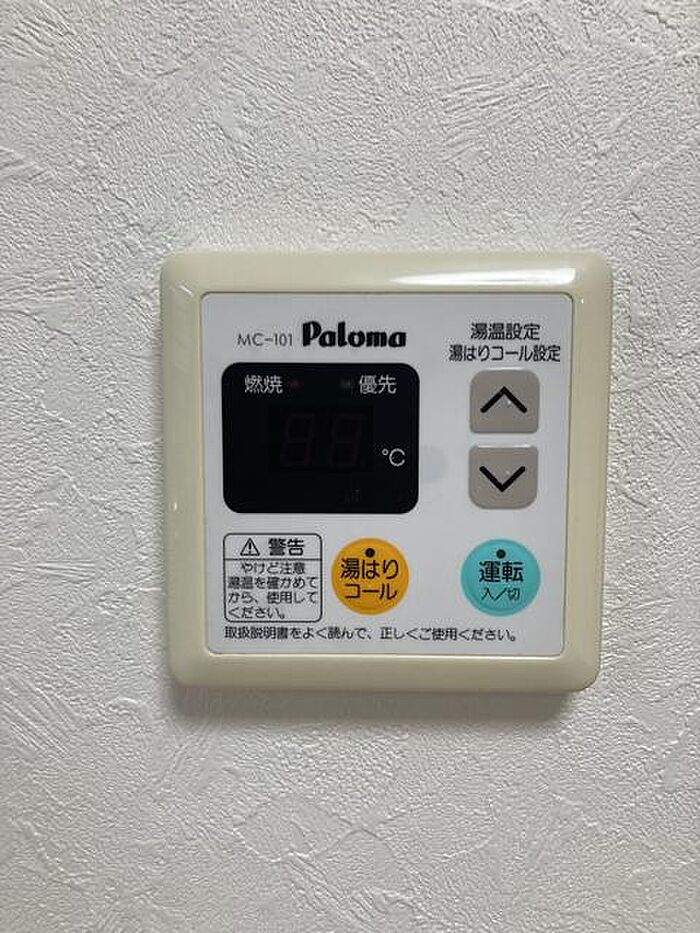 MC-101 Paloma
湯温設定
湯はりコール設定
燃焼 優先
℃
警告
やけど注意
湯温を確かめて
から、使用して
ください。
湯はり
コール
運転
入/切
取扱説明書をよく読んで、正しくご使用ください。